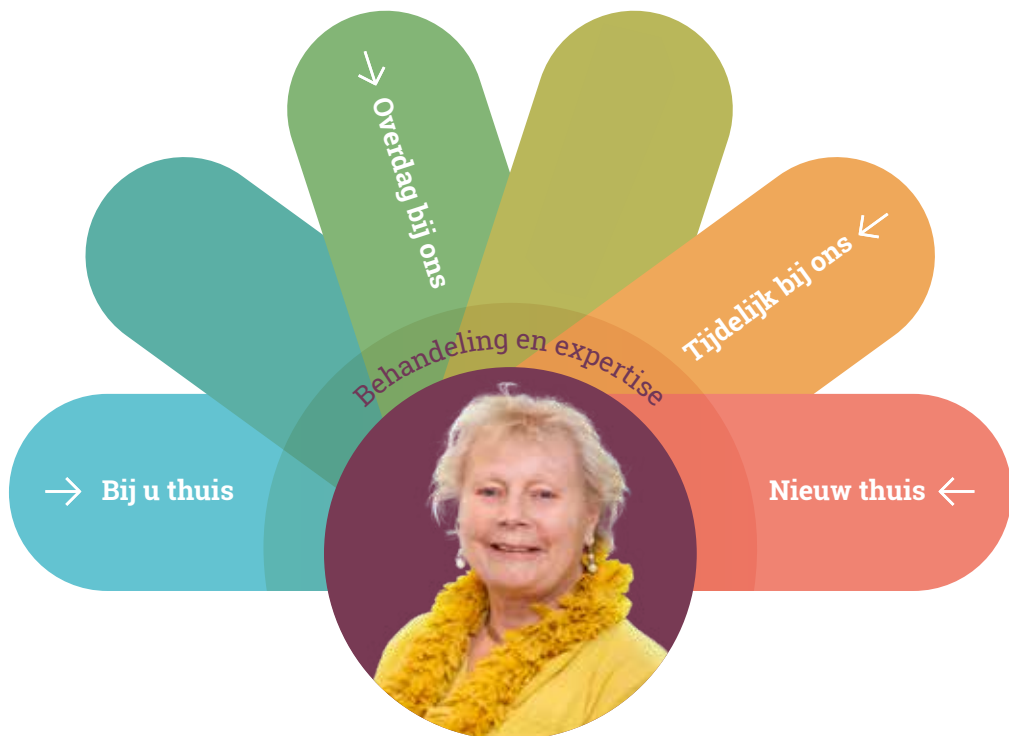 Overdag bij ons
Tijdelijk bij ons
Behandeling en expertise
Bij u thuis
Nieuw thuis